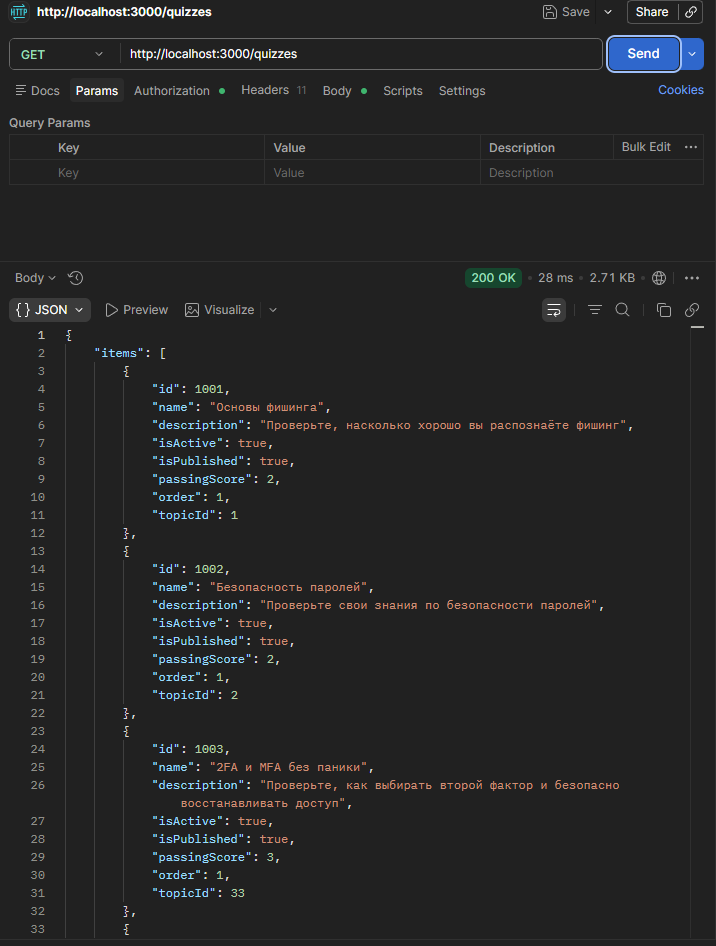 HTTP http://localhost:3000/quizzes Save Share
GET http://localhost:3000/quizzes Send
Docs Params Authorization Headers 11 Body Scripts Settings Cookies
Query Params
Key Value Description Bulk Edit
Key Value Description
Body 200 OK 28 ms 2.71 KB
{} JSON Preview Visualize
1 {
2 "items": [
3 {
4 "id": 1001,
5 "name": "Основы фишинга",
6 "description": "Проверьте, насколько хорошо вы распознаёте фишинг",
7 "isActive": true,
8 "isPublished": true,
9 "passingScore": 2,
10 "order": 1,
11 "topicId": 1
12 },
13 {
14 "id": 1002,
15 "name": "Безопасность паролей",
16 "description": "Проверьте свои знания по безопасности паролей",
17 "isActive": true,
18 "isPublished": true,
19 "passingScore": 2,
20 "order": 1,
21 "topicId": 2
22 },
23 {
24 "id": 1003,
25 "name": "2FA и MFA без паники",
26 "description": "Проверьте, как выбирать второй фактор и безопасно
восстанавливать доступ",
27 "isActive": true,
28 "isPublished": true,
29 "passingScore": 3,
30 "order": 1,
31 "topicId": 33
32 },
33 {